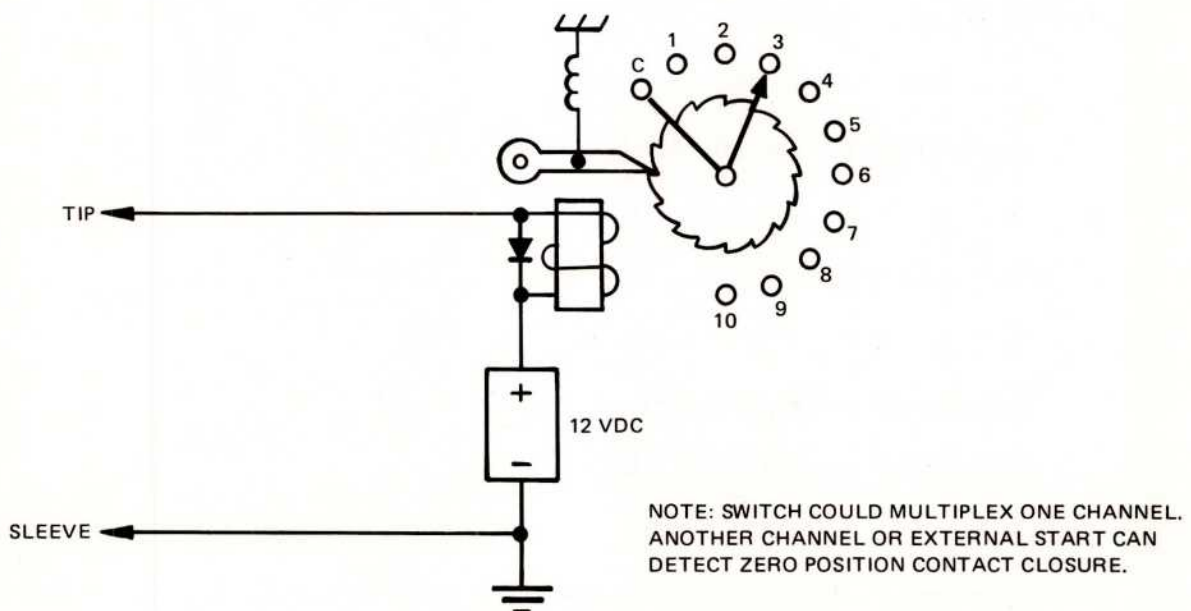 C
1
2
3
4
5
6
7
8
9
10
TIP
+
12 VDC
−
SLEEVE
NOTE: SWITCH COULD MULTIPLEX ONE CHANNEL.
ANOTHER CHANNEL OR EXTERNAL START CAN
DETECT ZERO POSITION CONTACT CLOSURE.